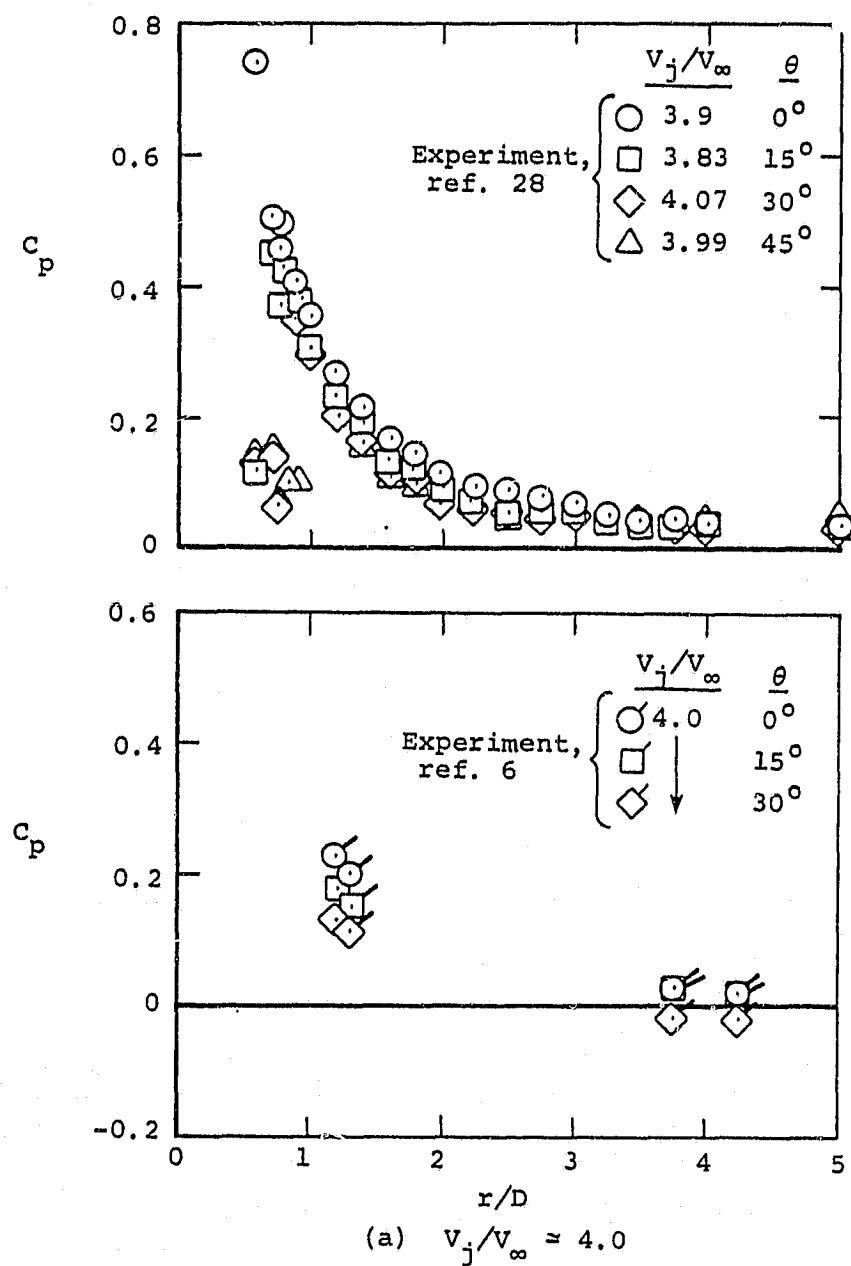 0.8
V_j/V_∞ θ
3.9 0°
3.83 15°
4.07 30°
3.99 45°
Experiment,
ref. 28
0.6
C_p
0.4
0.2
0
0.6
V_j/V_∞ θ
4.0 0°
15°
30°
Experiment,
ref. 6
0.4
C_p
0.2
0
-0.2
0 1 2 3 4 5
r/D
(a) V_j/V_∞ ≃ 4.0